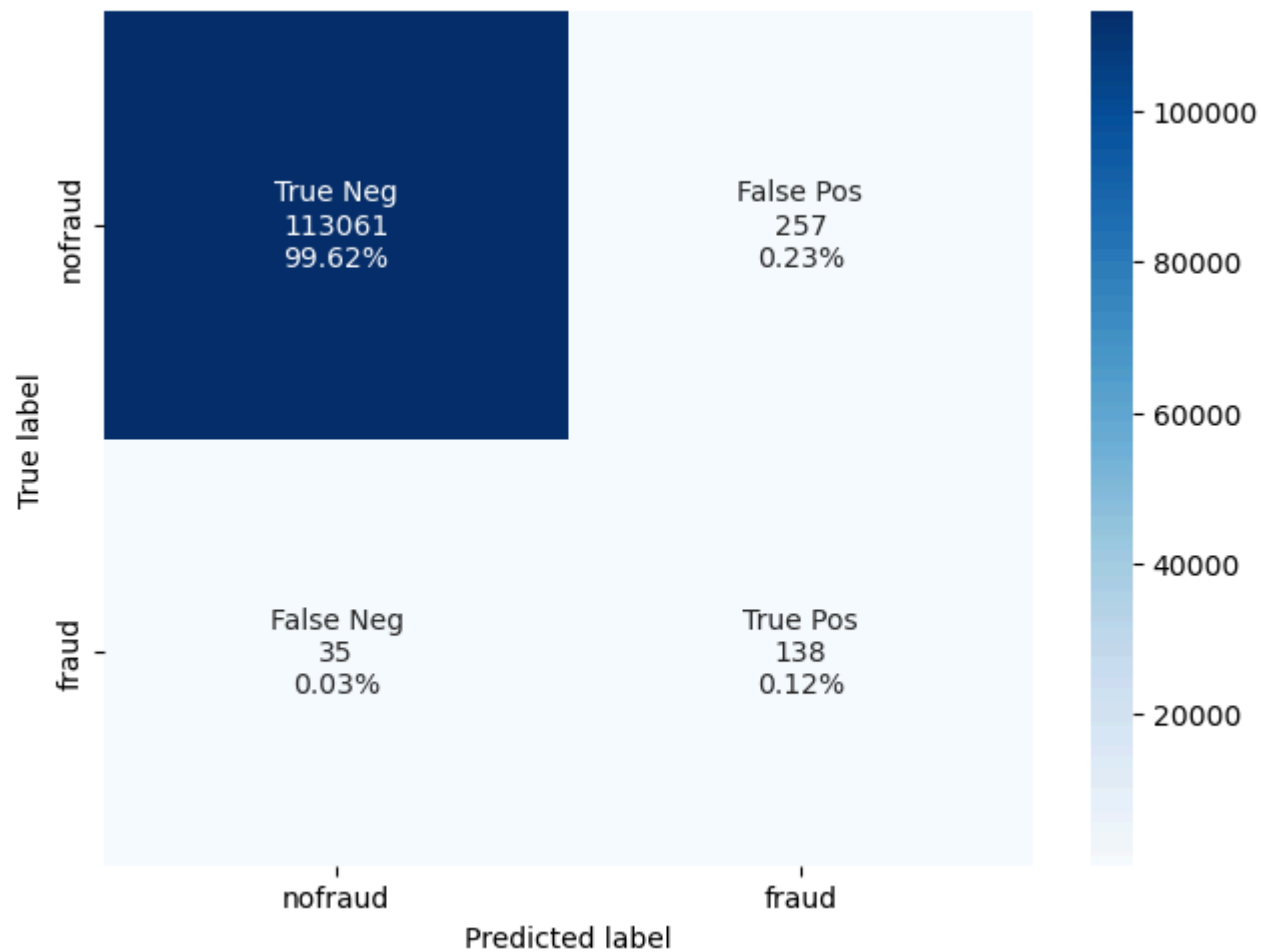 True Neg
113061
99.62%
False Pos
257
0.23%
False Neg
35
0.03%
True Pos
138
0.12%
nofraud
fraud
True label
nofraud
fraud
Predicted label
100000
80000
60000
40000
20000